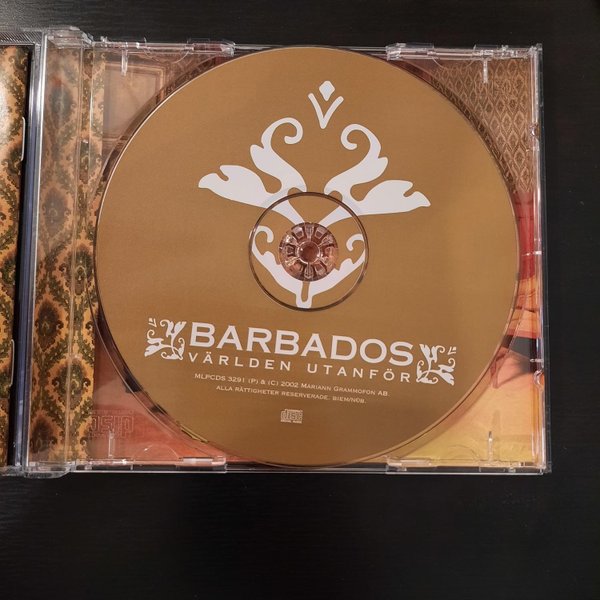 BARBADOS
VÄRLDEN UTANFÖR
MLPCDS 3291 (P) & (C) 2002 MARIANN GRAMMOFON AB.
ALLA RÄTTIGHETER RESERVERADE. BIEM/NCB.